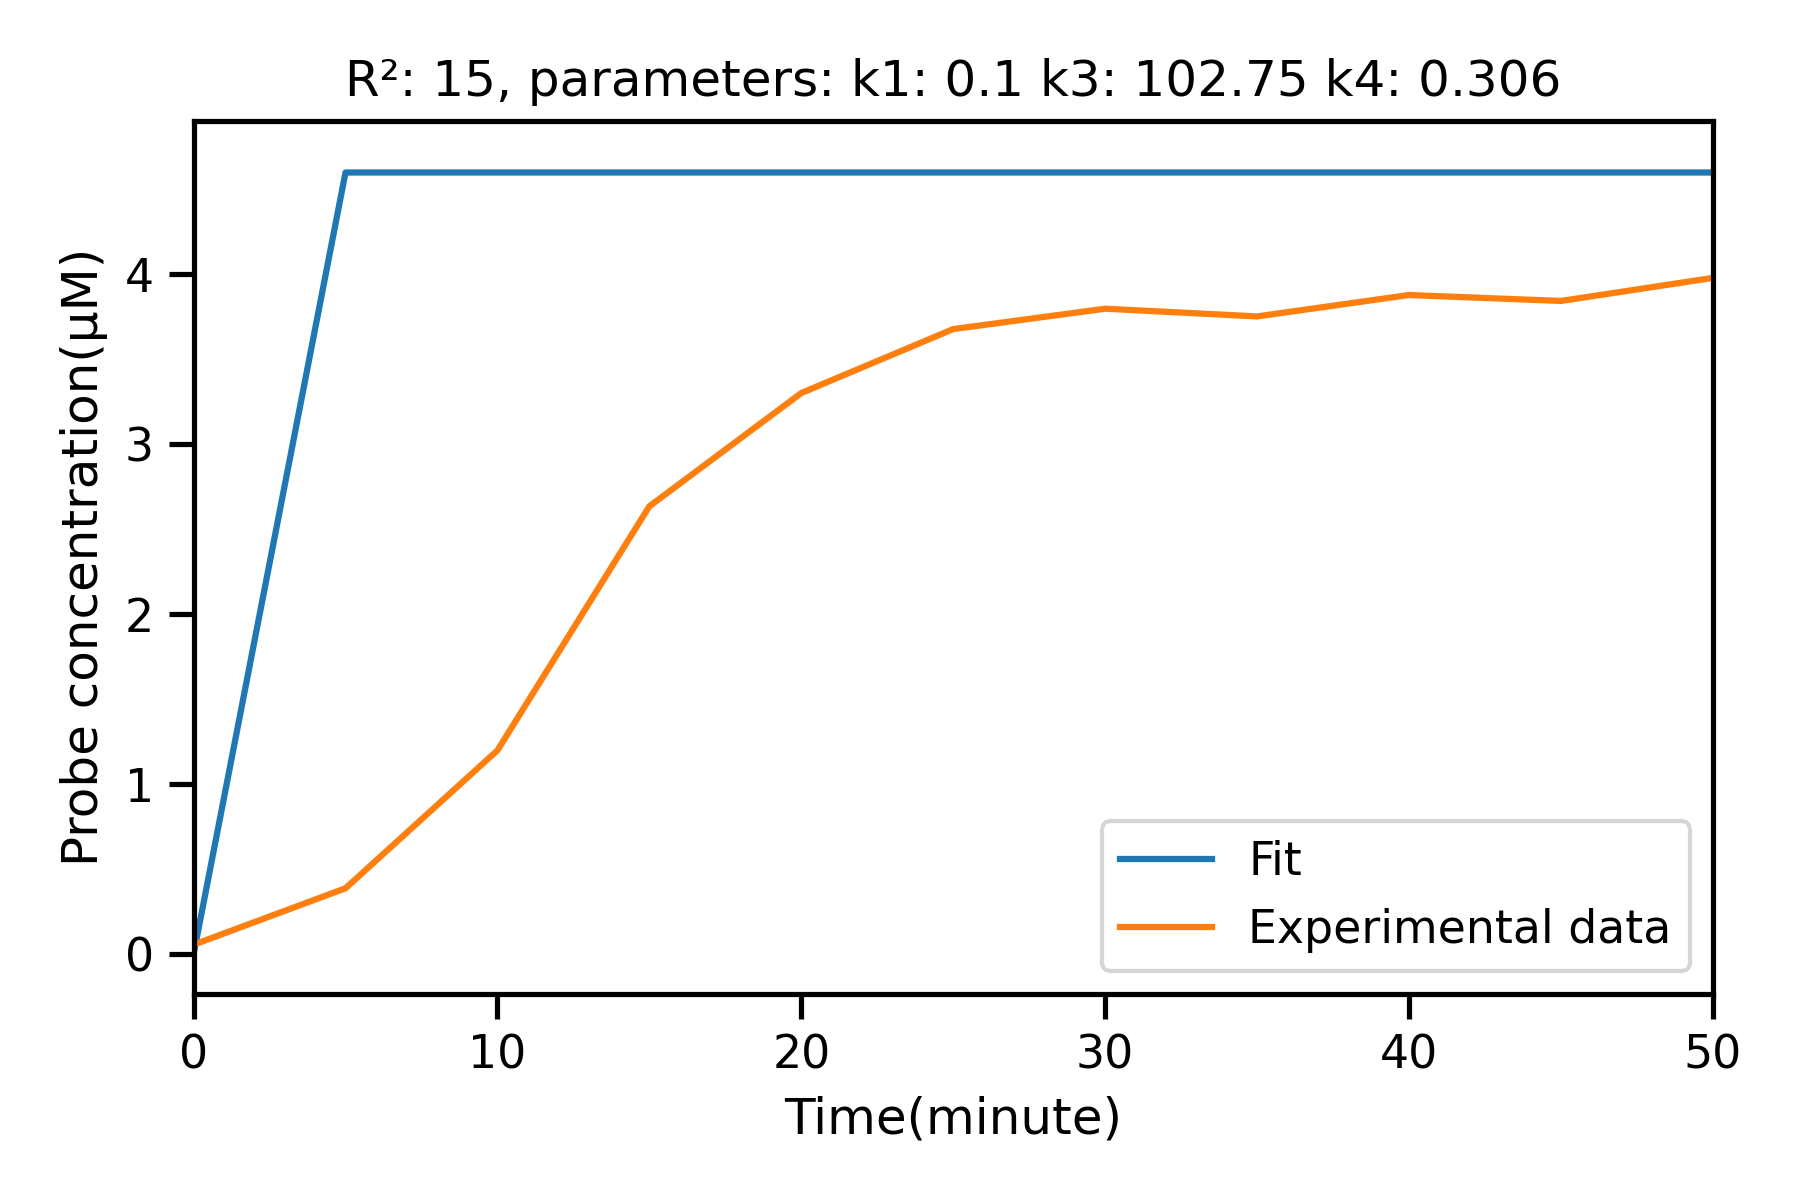 R²: 15, parameters: k1: 0.1 k3: 102.75 k4: 0.306
Probe concentration(μM)
4
3
2
1
0
Fit
Experimental data
0 10 20 30 40 50
Time(minute)